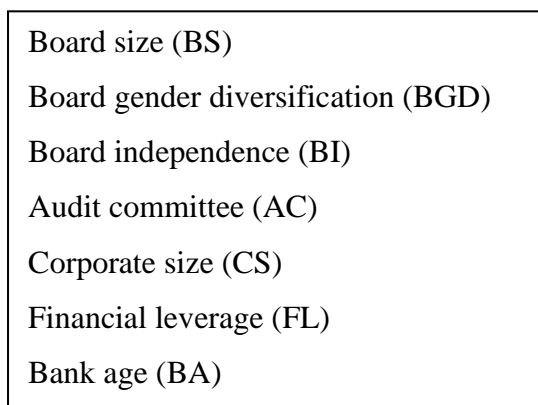 Board size (BS)
Board gender diversification (BGD)
Board independence (BI)
Audit committee (AC)
Corporate size (CS)
Financial leverage (FL)
Bank age (BA)